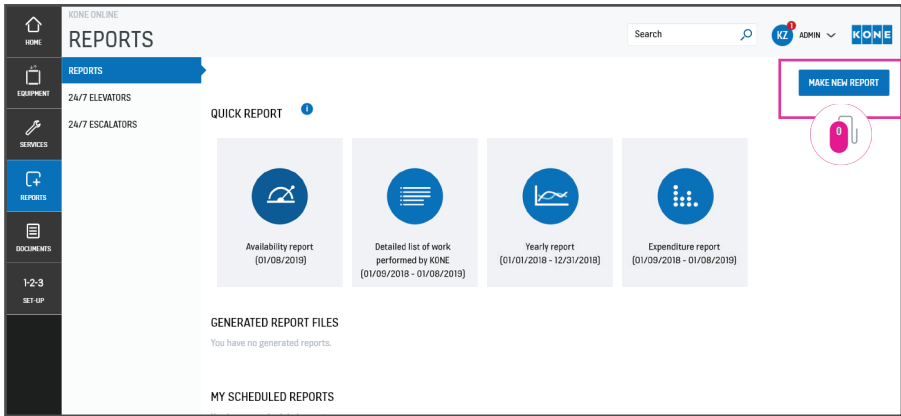 KONE ONLINE
REPORTS
Search
KZ
1
ADMIN
KONE
HOME
EQUIPMENT
SERVICES
REPORTS
DOCUMENTS
1-2-3
SET-UP
REPORTS
24/7 ELEVATORS
24/7 ESCALATORS
MAKE NEW REPORT
QUICK REPORT
i
Availability report
(01/08/2019)
Detailed list of work
performed by KONE
(01/09/2018 - 01/08/2019)
Yearly report
(01/01/2018 - 12/31/2018)
Expenditure report
(01/09/2018 - 01/08/2019)
GENERATED REPORT FILES
You have no generated reports.
MY SCHEDULED REPORTS